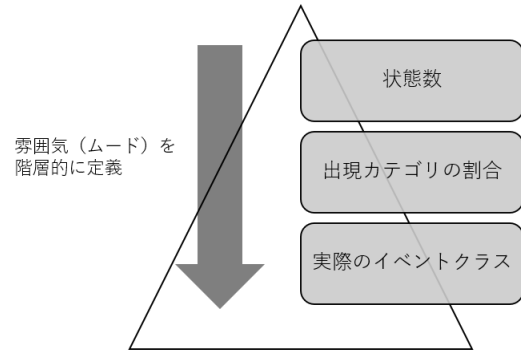 雰囲気（ムード）を
階層的に定義
状態数
出現カテゴリの割合
実際のイベントクラス